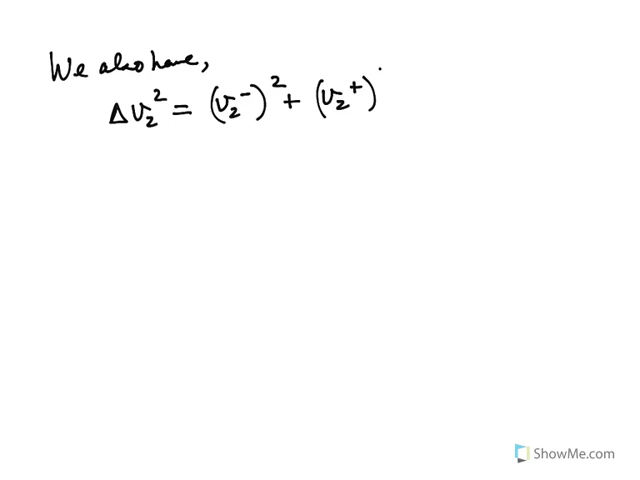 We also have,
Δv₂² = (v₂⁻)² + (v₂⁺)
ShowMe.com